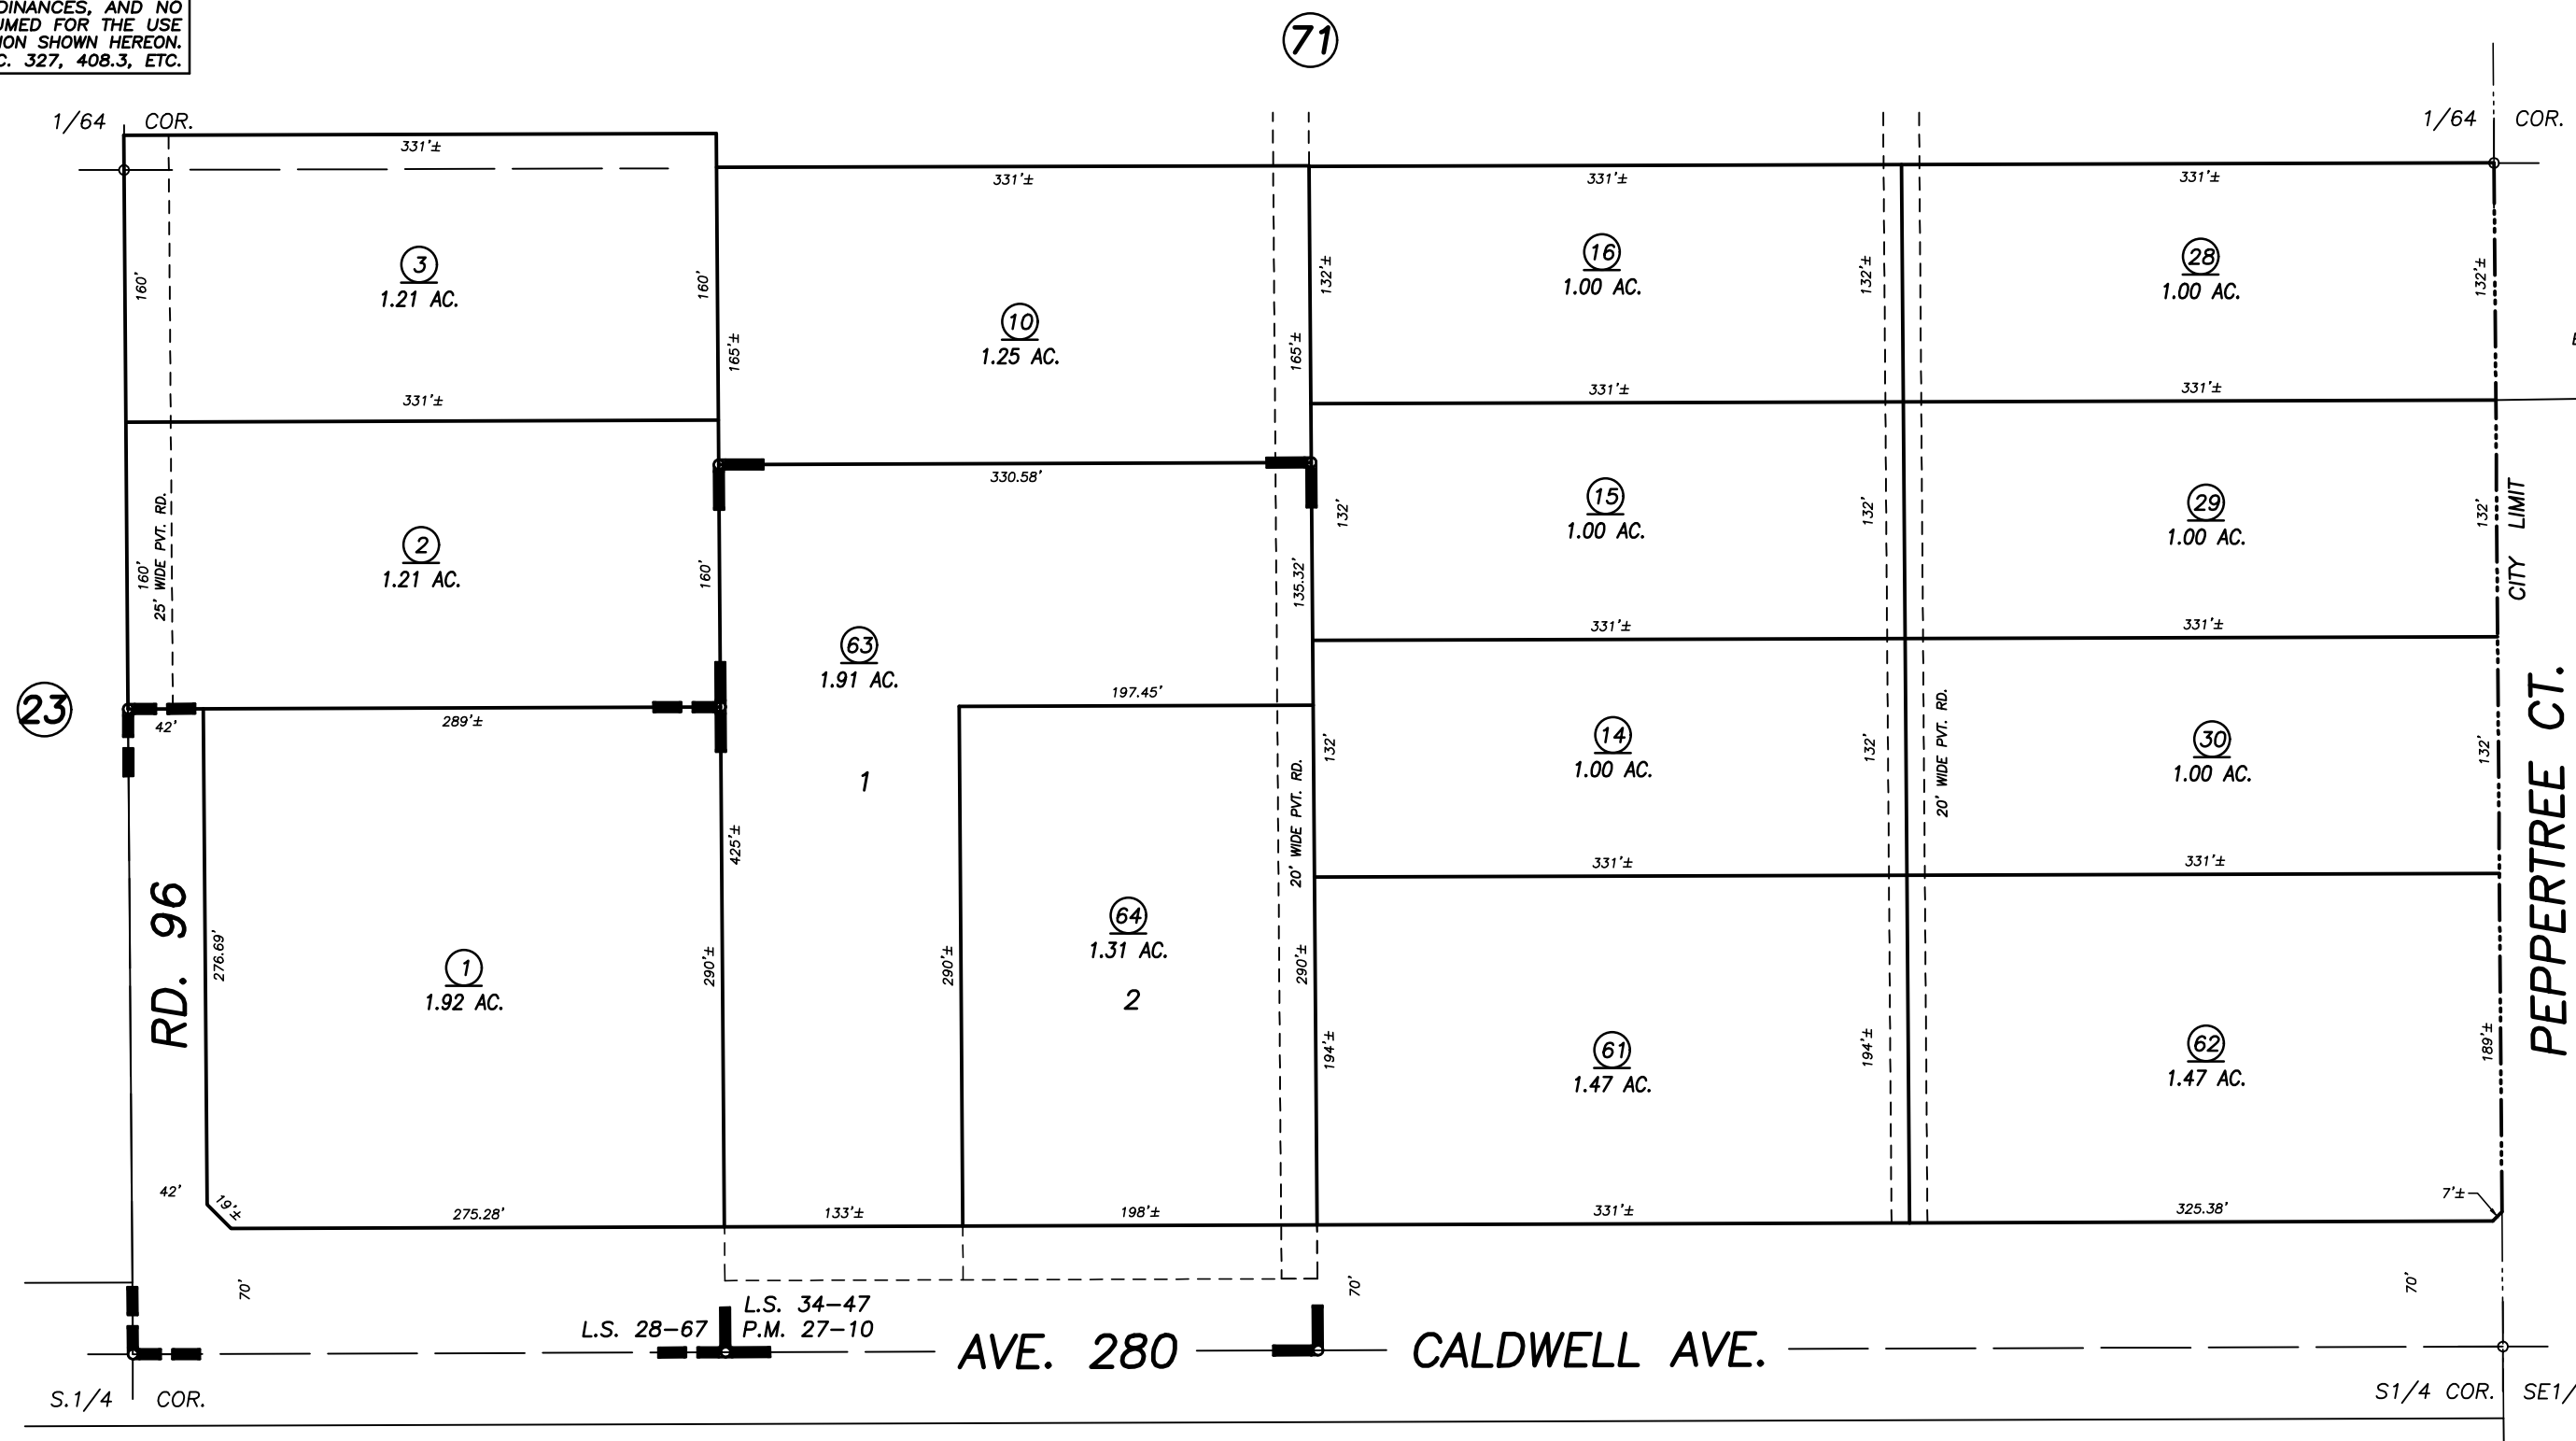 DINANCES, AND NO
UMED FOR THE USE
ION SHOWN HEREON.
C. 327, 408.3, ETC.
71
1/64 COR.
1/64 COR.
331'±
331'±
331'±
331'±
3
1.21 AC.
160'
160'
10
1.25 AC.
165'±
165'±
16
1.00 AC.
132'±
132'±
28
1.00 AC.
132'±
331'±
331'±
331'±
330.58'
2
1.21 AC.
160'
25' WIDE PVT. RD.
160'
15
1.00 AC.
132'
132'
29
1.00 AC.
132'
CITY LIMIT
135.32'
331'±
331'±
63
1.91 AC.
1
23
42'
289'±
197.45'
14
1.00 AC.
132'
132'
20' WIDE PVT. RD.
30
1.00 AC.
132'
PEPPERTREE CT.
425'±
20' WIDE PVT. RD.
331'±
331'±
RD. 96
276.69'
1
1.92 AC.
290'±
290'±
64
1.31 AC.
2
290'±
194'±
61
1.47 AC.
194'±
62
1.47 AC.
189'±
42'
19'±
275.28'
133'±
198'±
331'±
325.38'
7'±
70'
70'
70'
L.S. 34-47
L.S. 28-67 P.M. 27-10
AVE. 280 CALDWELL AVE.
S.1/4 COR.
S1/4 COR. SE1/